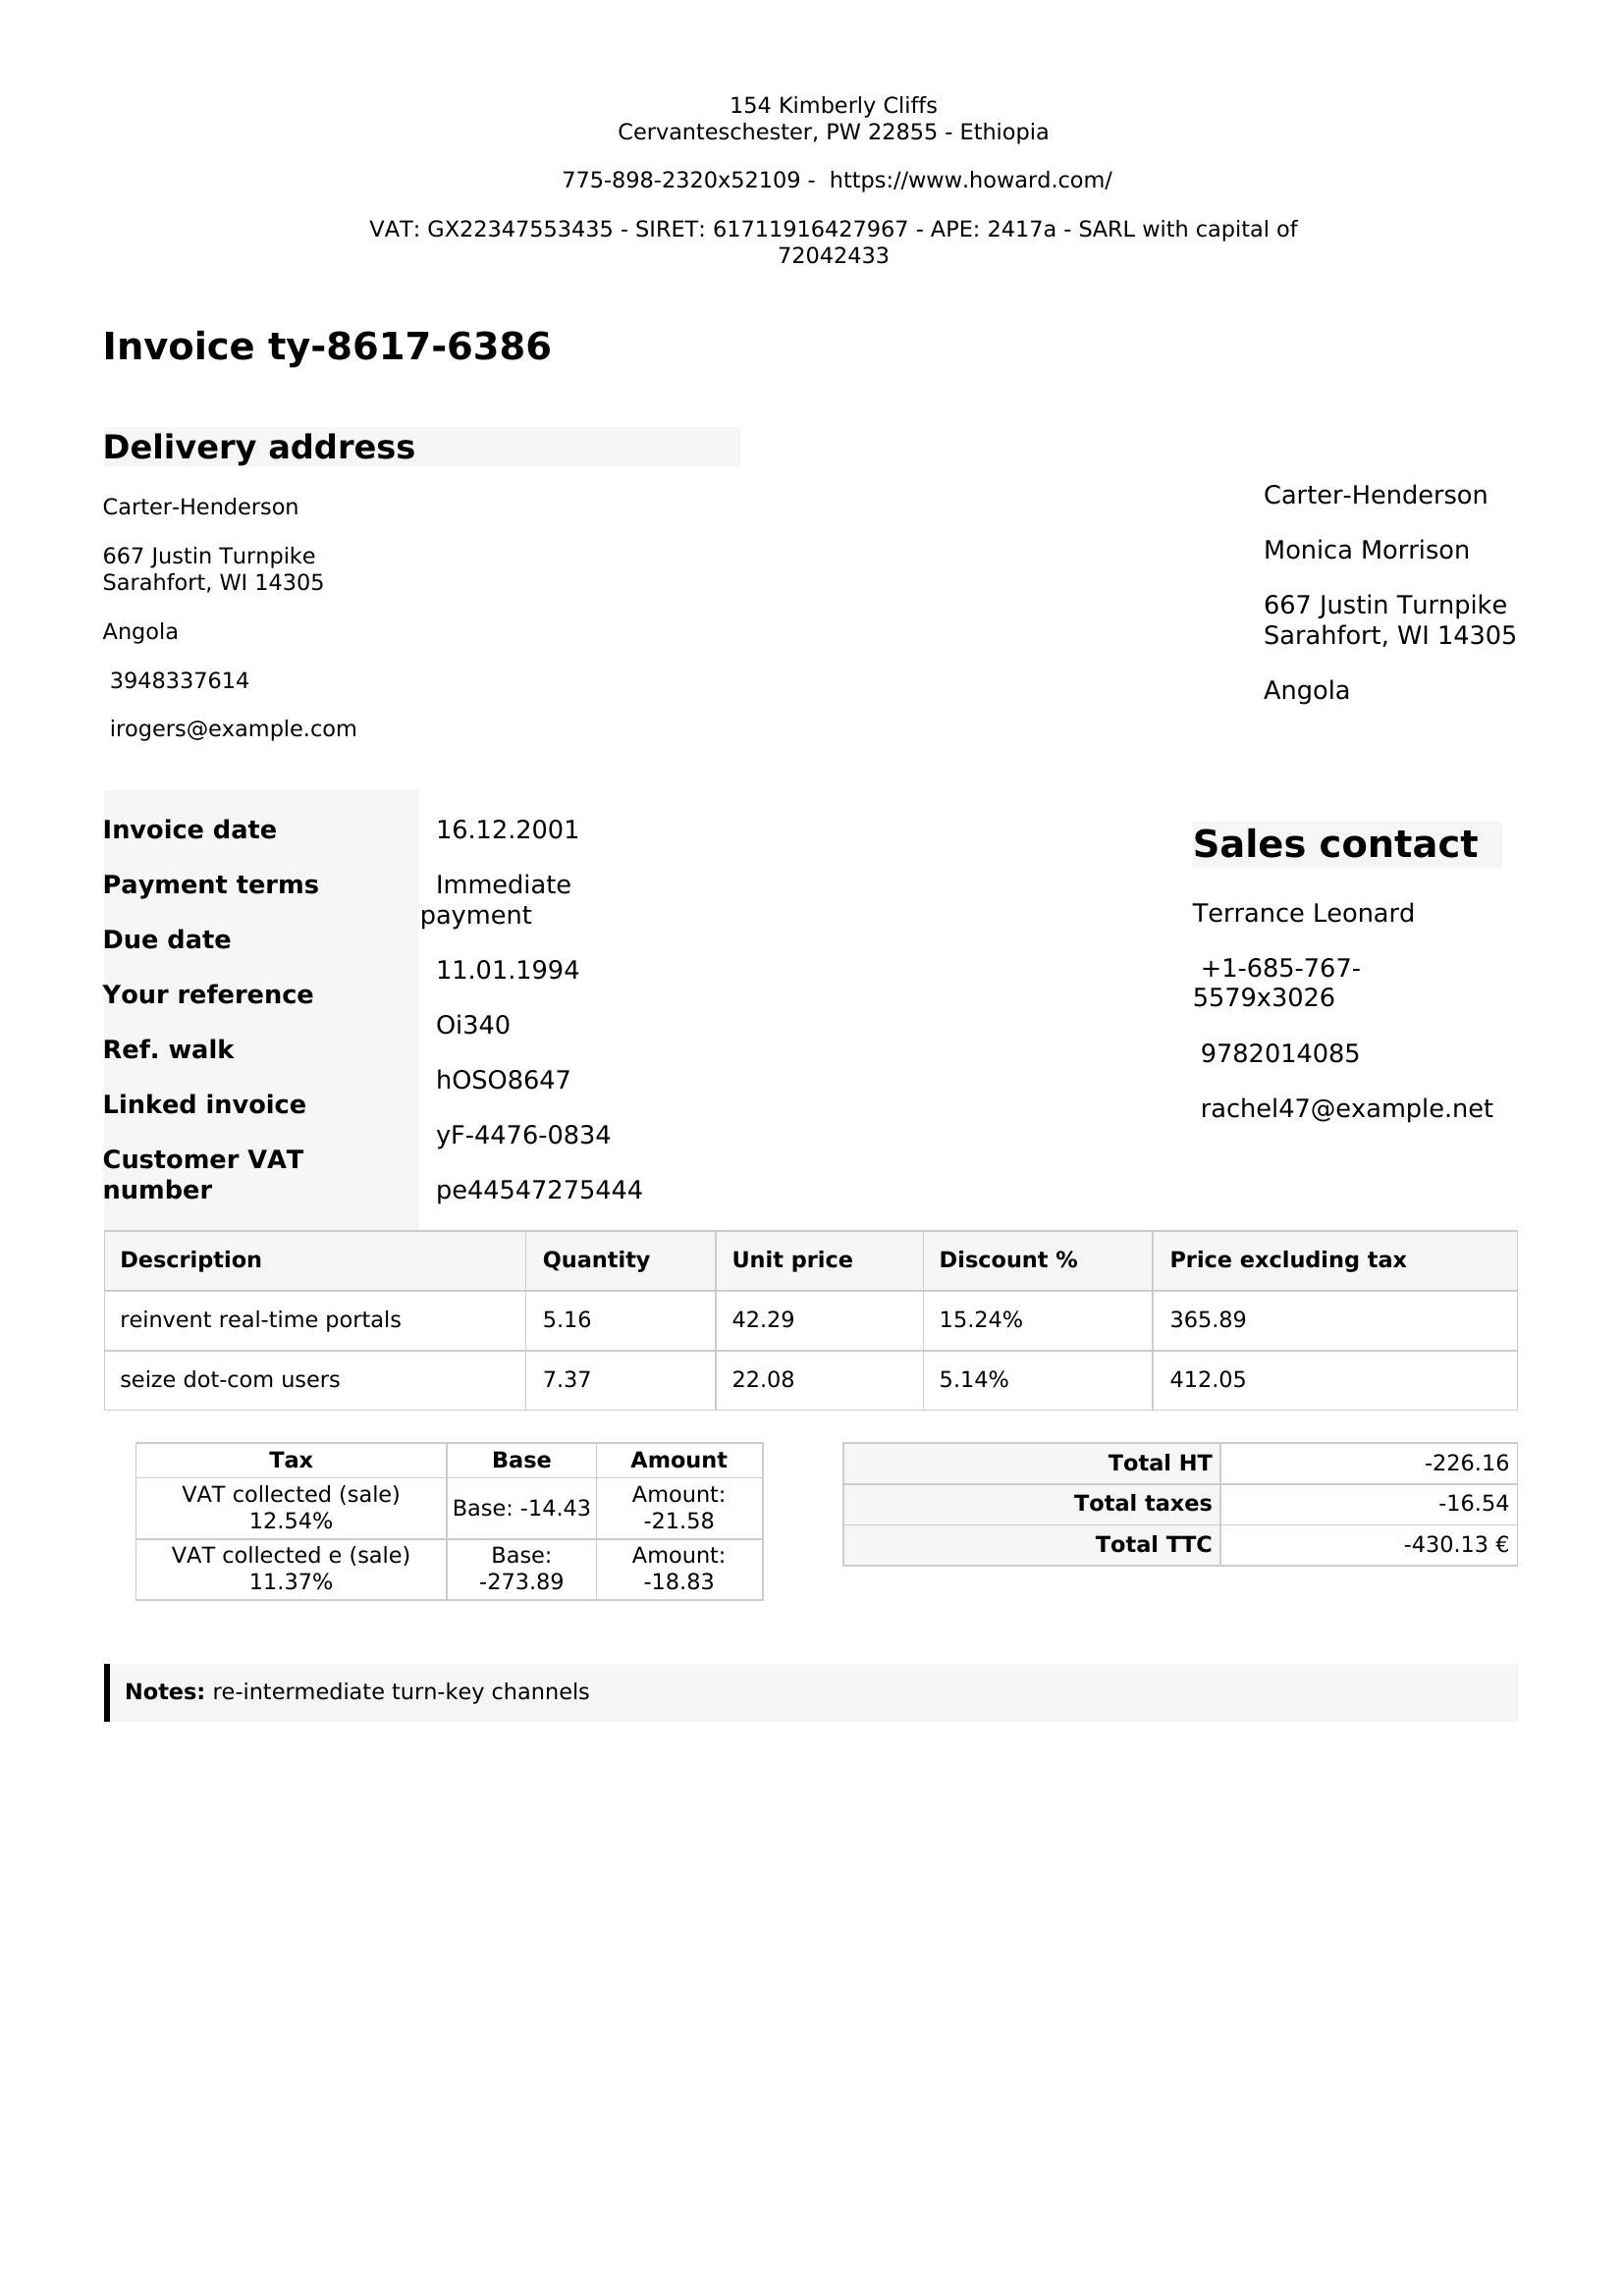 154 Kimberly Cliffs
Cervanteschester, PW 22855 - Ethiopia
775-898-2320x52109 -  https://www.howard.com/
VAT: GX22347553435 - SIRET: 61711916427967 - APE: 2417a - SARL with capital of
72042433
Invoice ty-8617-6386
Delivery address
Carter-Henderson
667 Justin Turnpike
Sarahfort, WI 14305
Angola
3948337614
irogers@example.com
Carter-Henderson
Monica Morrison
667 Justin Turnpike
Sarahfort, WI 14305
Angola
Invoice date
Payment terms
Due date
Your reference
Ref. walk
Linked invoice
Customer VAT
number
16.12.2001
Immediate
payment
11.01.1994
Oi340
hOSO8647
yF-4476-0834
pe44547275444
Sales contact
Terrance Leonard
+1-685-767-
5579x3026
9782014085
rachel47@example.net
Description Quantity Unit price Discount % Price excluding tax
reinvent real-time portals 5.16 42.29 15.24% 365.89
seize dot-com users 7.37 22.08 5.14% 412.05
Tax Base Amount
VAT collected (sale)
12.54%
Base: -14.43
Amount:
-21.58
VAT collected e (sale)
11.37%
Base:
-273.89
Amount:
-18.83
Total HT -226.16
Total taxes -16.54
Total TTC -430.13 €
Notes: re-intermediate turn-key channels